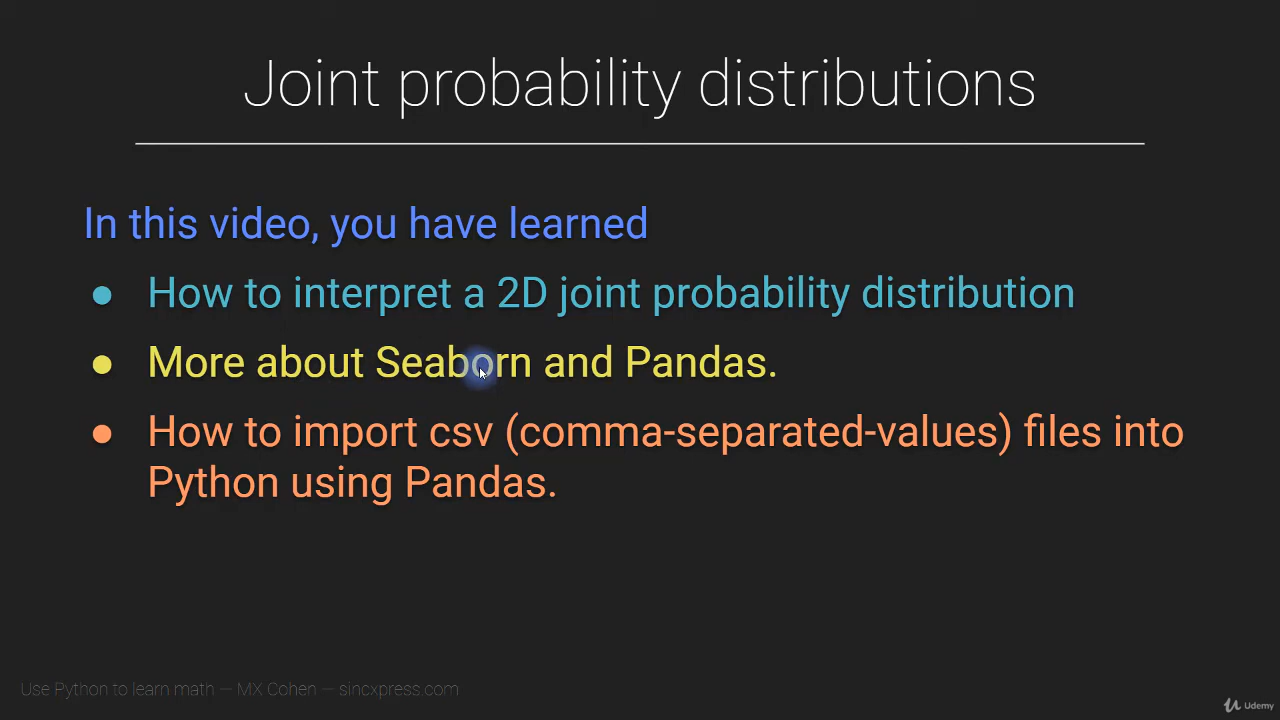 Joint probability distributions
In this video, you have learned
● How to interpret a 2D joint probability distribution
● More about Seaborn and Pandas.
● How to import csv (comma-separated-values) files into
Python using Pandas.
Use Python to learn math — MX Cohen — sincxpress.com
Udemy